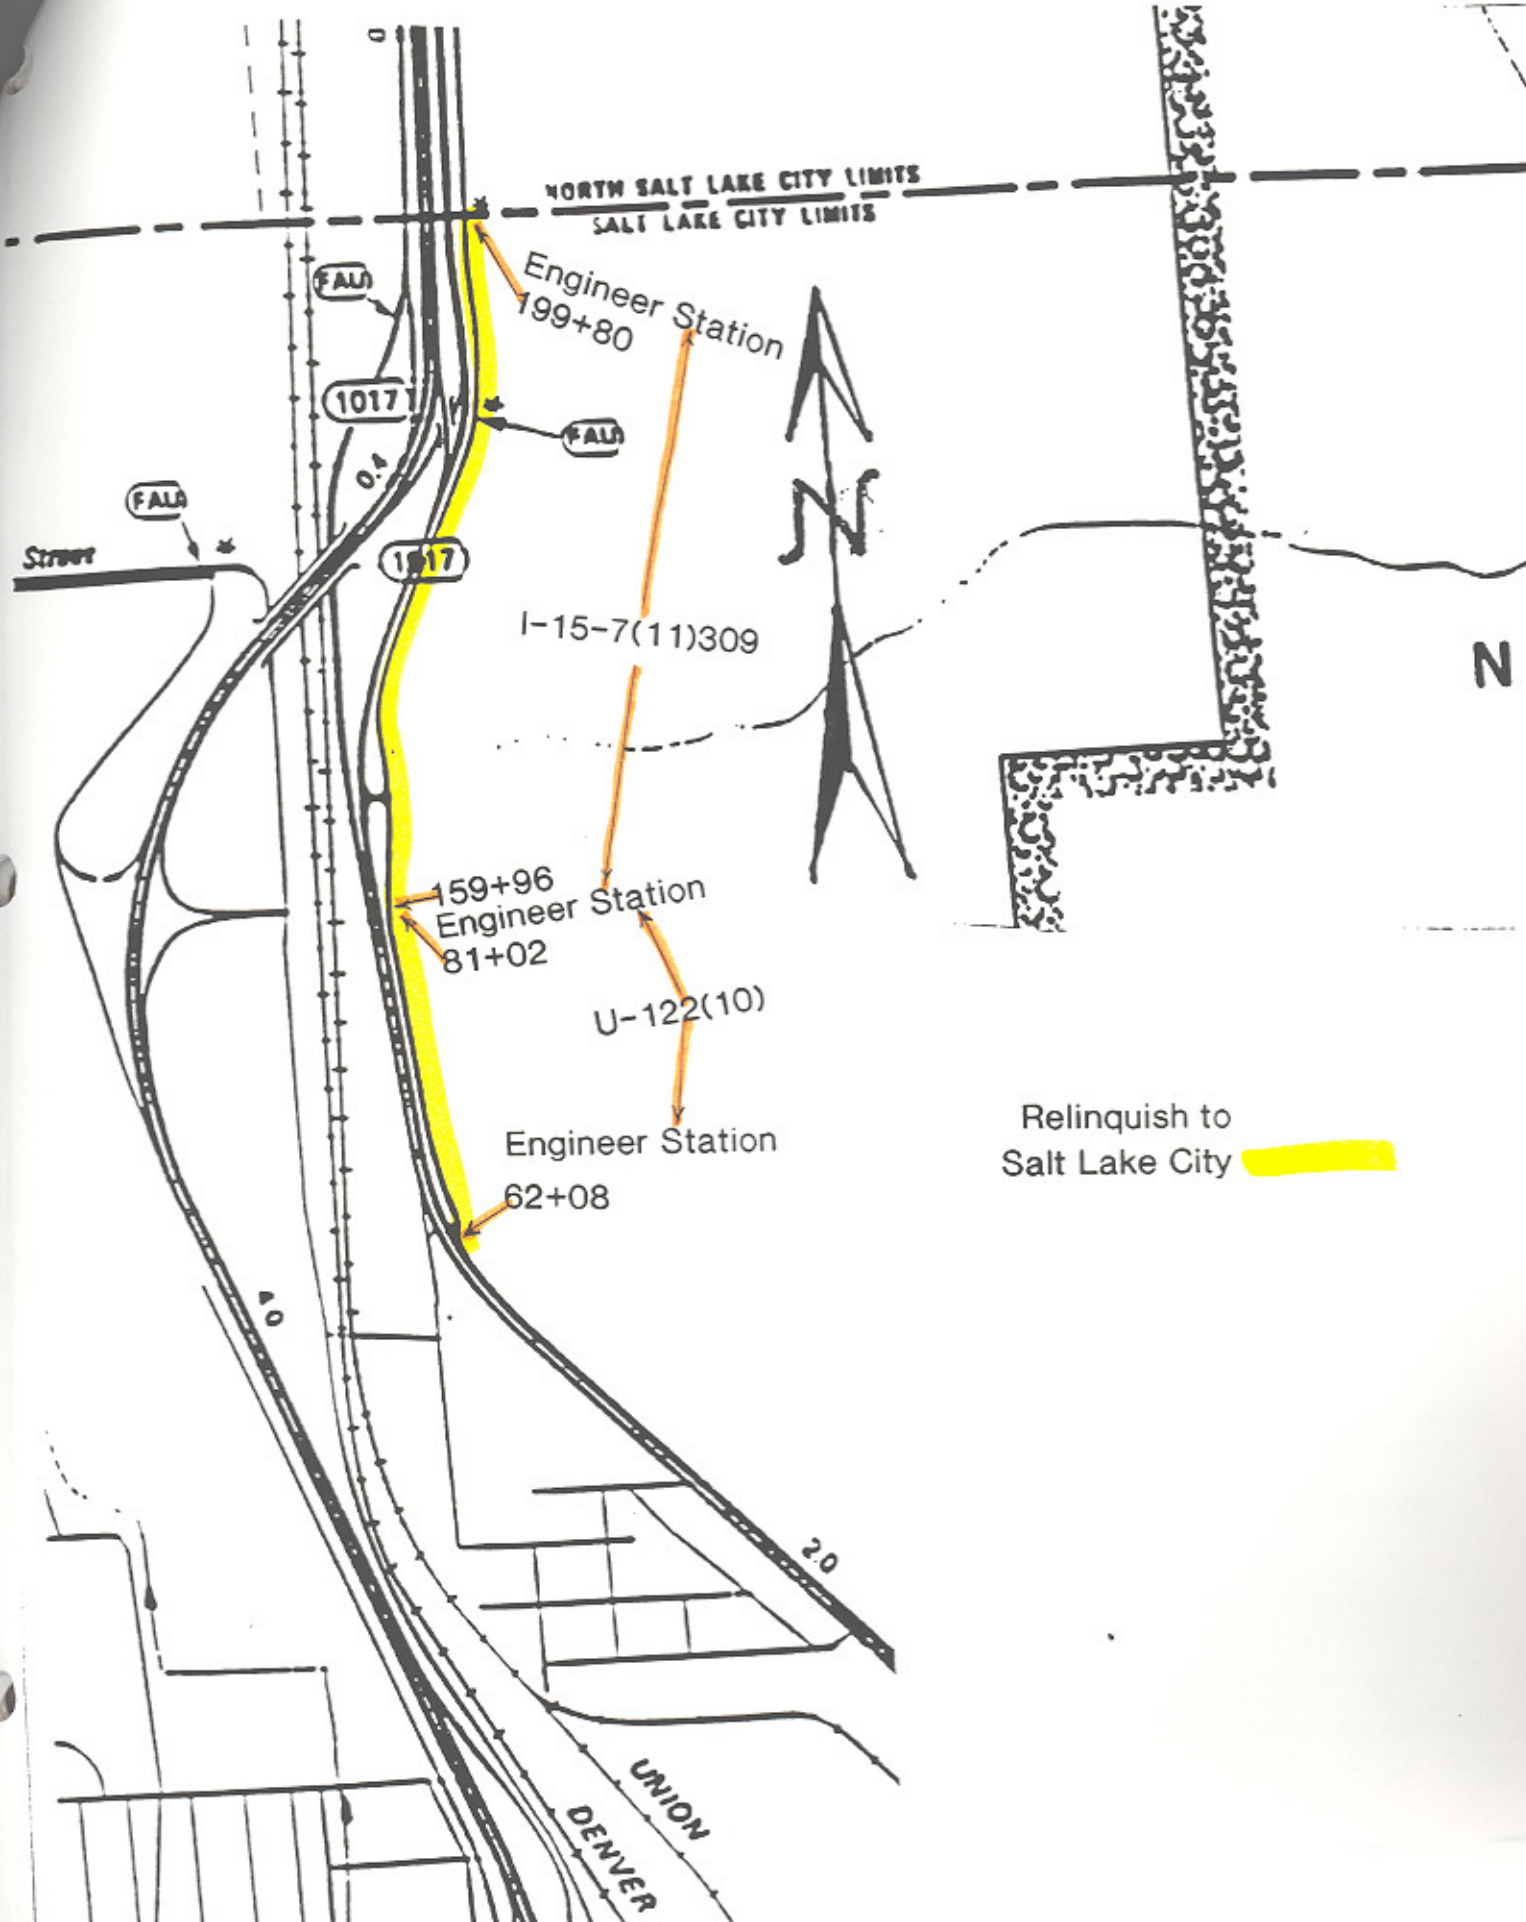 D
NORTH SALT LAKE CITY LIMITS
SALT LAKE CITY LIMITS
FAU
Engineer Station
199+80
1017
FAU
0.4
FAU
Street
1017
N
I-15-7(11)309
N
159+96
Engineer Station
81+02
U-122(10)
Relinquish to
Salt Lake City
Engineer Station
62+08
4.0
2.0
UNION
DENVER